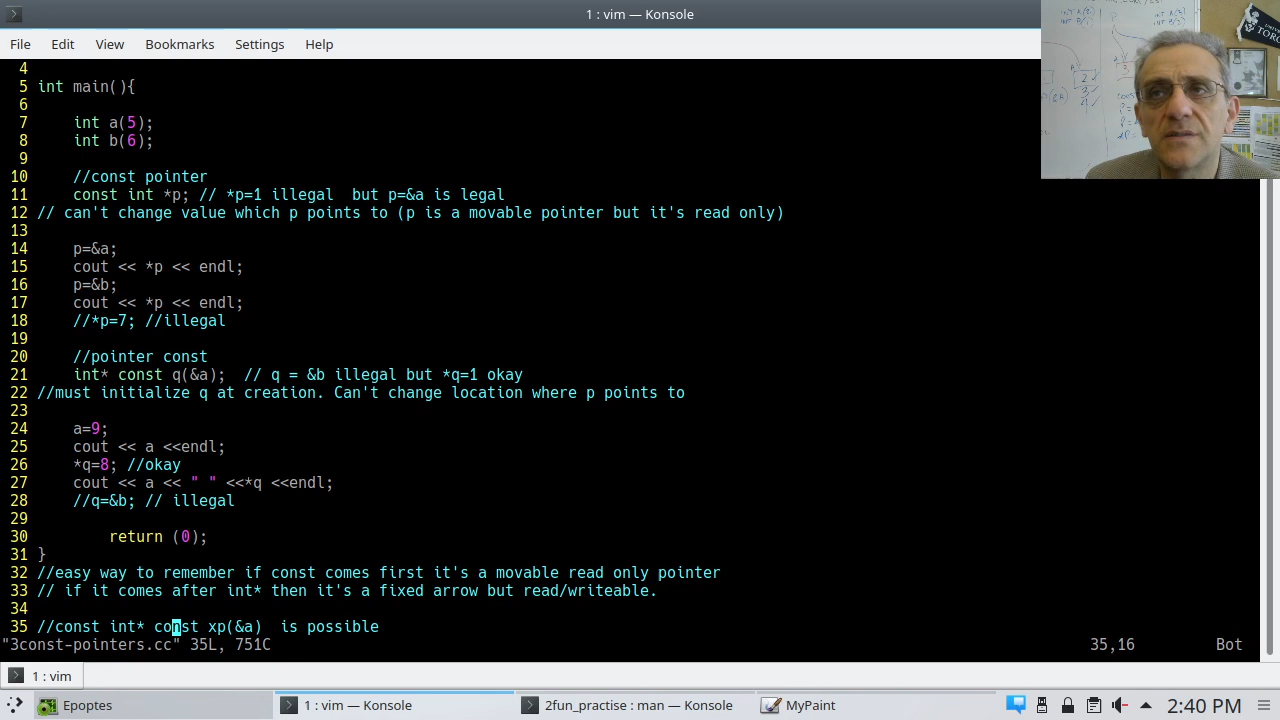 1 : vim — Konsole
File Edit View Bookmarks Settings Help
4
5 int main(){
6
7 int a(5);
8 int b(6);
9
10 //const pointer
11 const int *p; // *p=1 illegal  but p=&a is legal
12 // can't change value which p points to (p is a movable pointer but it's read only)
13
14 p=&a;
15 cout << *p << endl;
16 p=&b;
17 cout << *p << endl;
18 //*p=7; //illegal
19
20 //pointer const
21 int* const q(&a);  // q = &b illegal but *q=1 okay
22 //must initialize q at creation. Can't change location where p points to
23
24 a=9;
25 cout << a <<endl;
26 *q=8; //okay
27 cout << a << " " <<*q <<endl;
28 //q=&b; // illegal
29
30 return (0);
31 }
32 //easy way to remember if const comes first it's a movable read only pointer
33 // if it comes after int* then it's a fixed arrow but read/writeable.
34
35 //const int* const xp(&a)  is possible
"3const-pointers.cc" 35L, 751C 35,16 Bot
1 : vim
Epoptes 1 : vim — Konsole 2fun_practise : man — Konsole MyPaint 2:40 PM